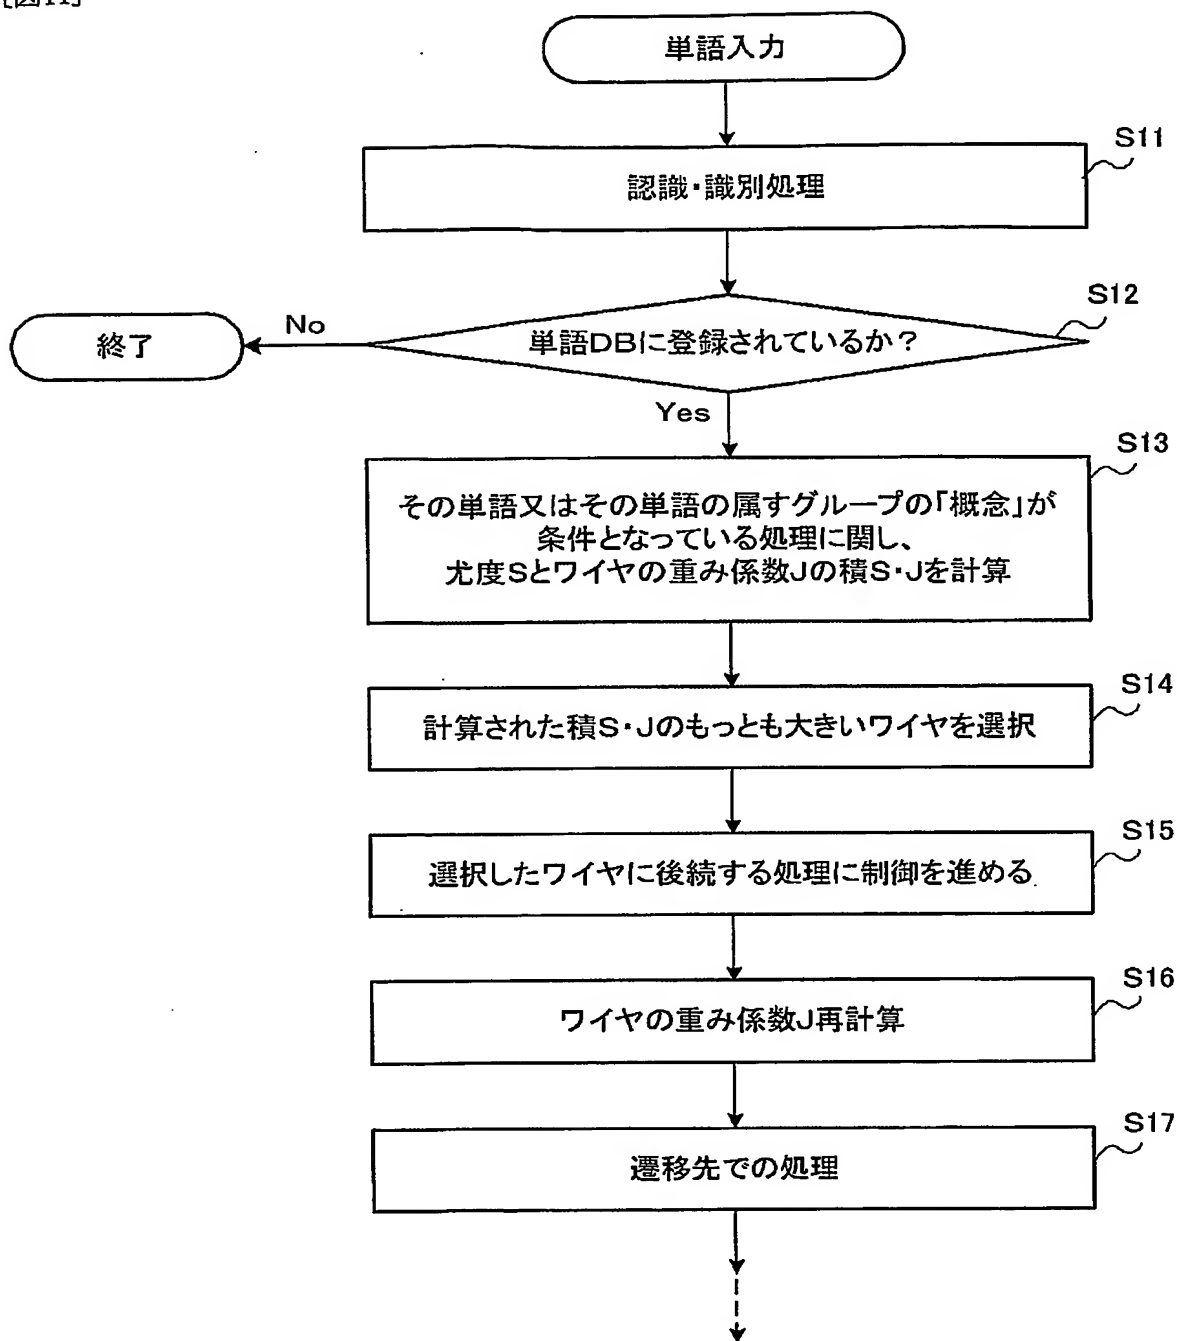 [図11]
単語入力
S11
認識・識別処理
S12
単語DBに登録されているか?
No
終了
Yes
S13
その単語又はその単語の属すグループの「概念」が
条件となっている処理に関し、
尤度Sとワイヤの重み係数Jの積S・Jを計算
S14
計算された積S・Jのもっとも大きいワイヤを選択
S15
選択したワイヤに後続する処理に制御を進める
S16
ワイヤの重み係数J再計算
S17
遷移先での処理